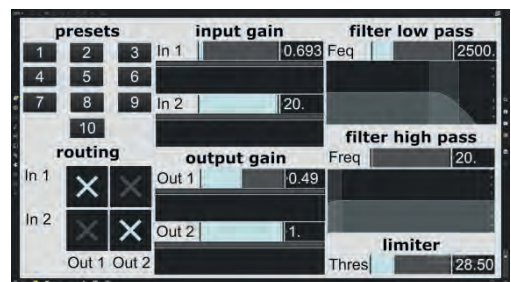 presets
1 2 3
4 5 6
7 8 9
10
routing
In 1
In 2
Out 1 Out 2
input gain
In 1 0.693
In 2 20.
output gain
Out 1 0.49
Out 2 1.
filter low pass
Feq 2500.
filter high pass
Freq 20.
limiter
Thres 28.50